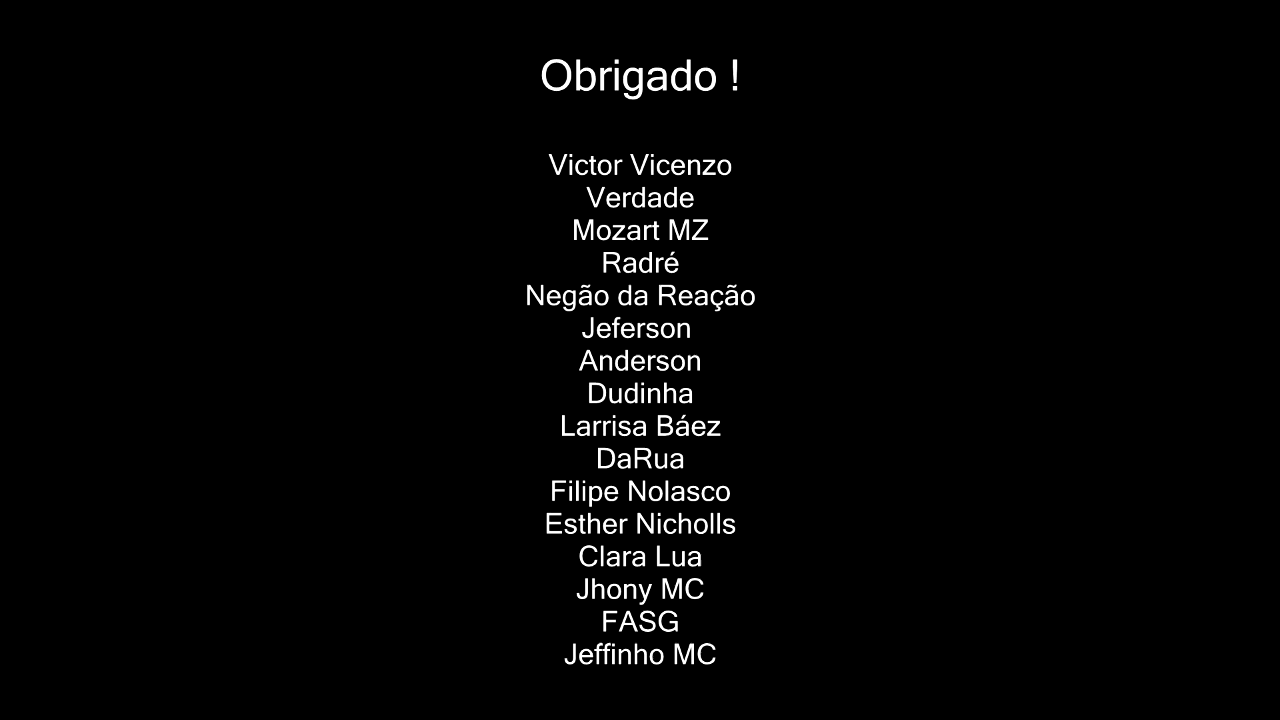 Obrigado !
Victor Vicenzo
Verdade
Mozart MZ
Radré
Negão da Reação
Jeferson
Anderson
Dudinha
Larrisa Báez
DaRua
Filipe Nolasco
Esther Nicholls
Clara Lua
Jhony MC
FASG
Jeffinho MC